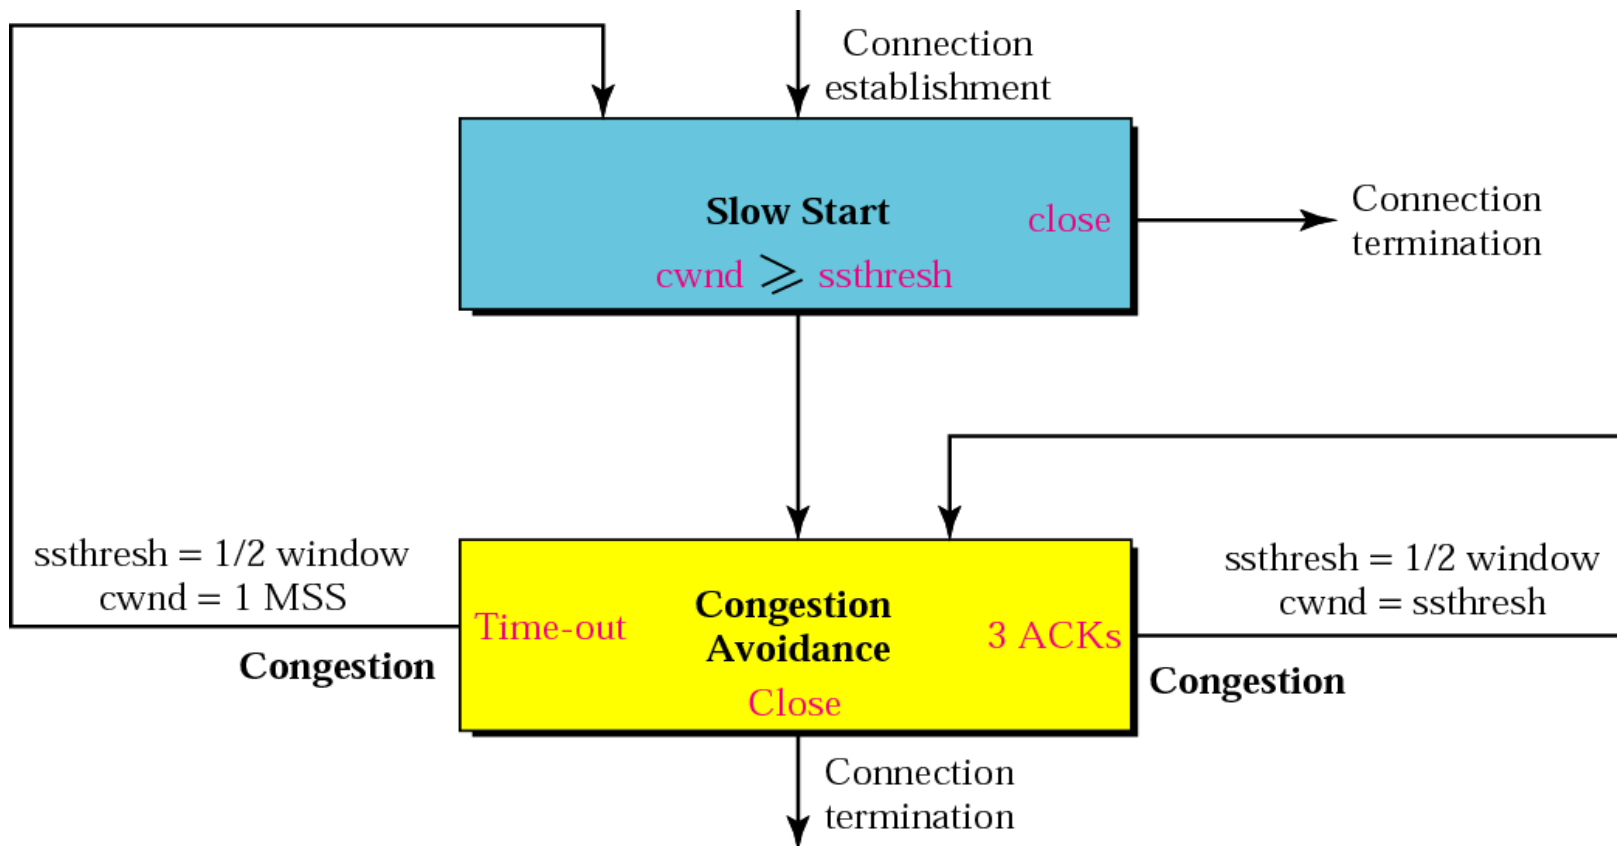 Connection
establishment
Slow Start
close
cwnd ⩾ ssthresh
Connection
termination
ssthresh = 1/2 window
cwnd = 1 MSS
Congestion
Time-out
Congestion
Avoidance
3 ACKs
Close
ssthresh = 1/2 window
cwnd = ssthresh
Congestion
Connection
termination